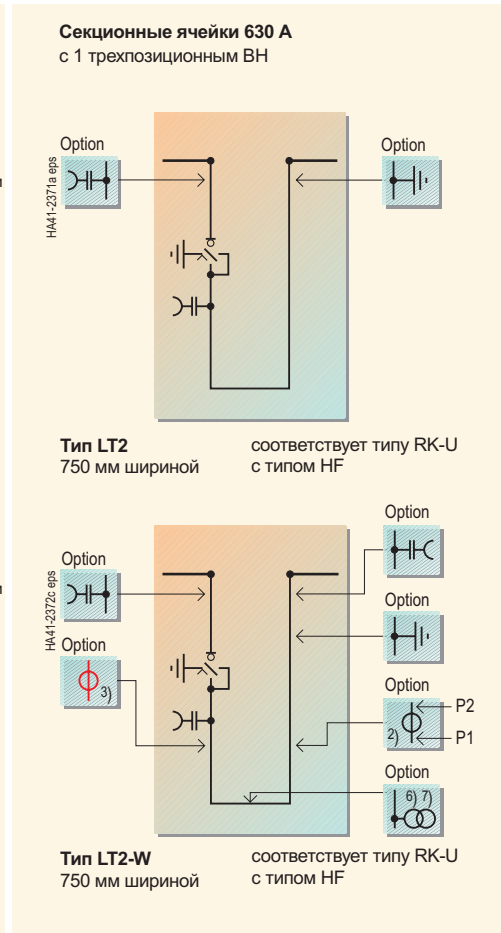 Секционные ячейки 630 А
с 1 трехпозиционным ВН
Option
Option
HA41-2371a eps
Тип LT2
750 мм шириной
соответствует типу RK-U
с типом HF
Option
Option
HA41-2372c eps
Option
Option
3)
Option
2)
P2
P1
Option
6) 7)
Тип LT2-W
750 мм шириной
соответствует типу RK-U
с типом HF